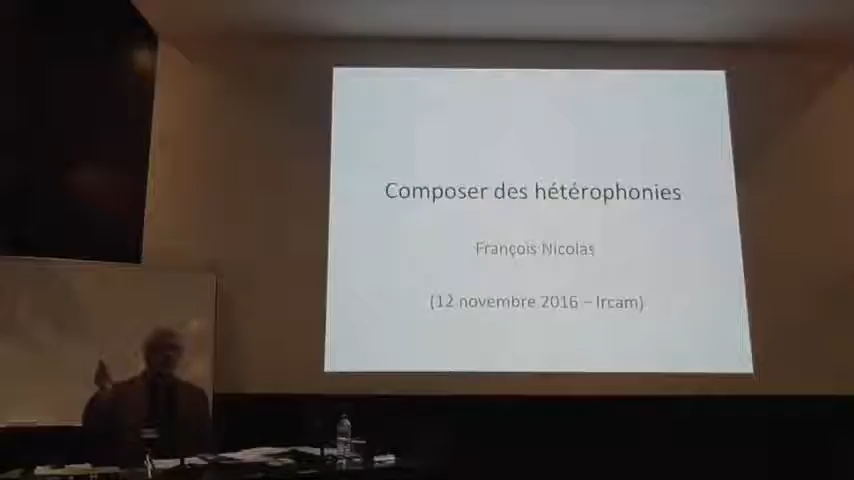 Composer des hétérophonies
François Nicolas
(12 novembre 2016 – Ircam)